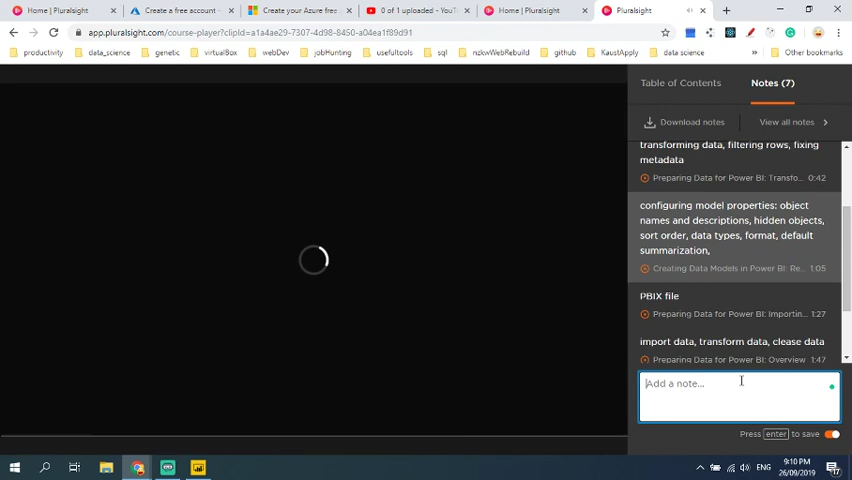 Home | Pluralsight
Create a free account -
Create your Azure free
0 of 1 uploaded - YouT
Home | Pluralsight
Pluralsight
app.pluralsight.com/course-player?clipId=a1a4ae29-7307-4d98-8450-a04ea1f89d91
productivity
data_science
genetic
virtualBox
webDev
jobHunting
usefultools
sql
nzkwWebRebuild
github
KaustApply
data science
Other bookmarks
Table of Contents
Notes (7)
Download notes
View all notes
transforming data, filtering rows, fixing
metadata
Preparing Data for Power BI: Transfo... 0:42
configuring model properties: object
names and descriptions, hidden objects,
sort order, data types, format, default
summarization,
Creating Data Models in Power BI: Re... 1:05
PBIX file
Preparing Data for Power BI: Importin... 1:27
import data, transform data, clease data
Preparing Data for Power BI: Overview 1:47
Add a note...
Press enter to save
ENG
9:10 PM
26/09/2019
17